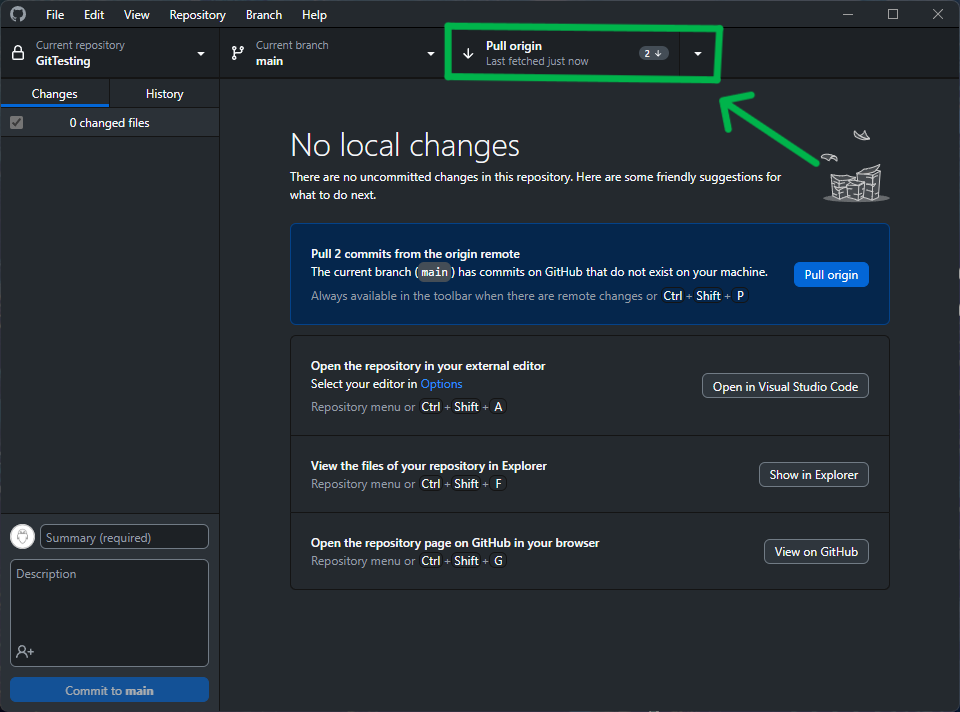 File Edit View Repository Branch Help
Current repository
GitTesting
Current branch
main
Pull origin
Last fetched just now
2
Changes History
0 changed files
No local changes
There are no uncommitted changes in this repository. Here are some friendly suggestions for
what to do next.
Pull 2 commits from the origin remote
The current branch (main) has commits on GitHub that do not exist on your machine.
Always available in the toolbar when there are remote changes or Ctrl + Shift + P
Pull origin
Open the repository in your external editor
Select your editor in Options
Repository menu or Ctrl + Shift + A
Open in Visual Studio Code
View the files of your repository in Explorer
Repository menu or Ctrl + Shift + F
Show in Explorer
Open the repository page on GitHub in your browser
Repository menu or Ctrl + Shift + G
View on GitHub
Summary (required)
Description
Commit to main